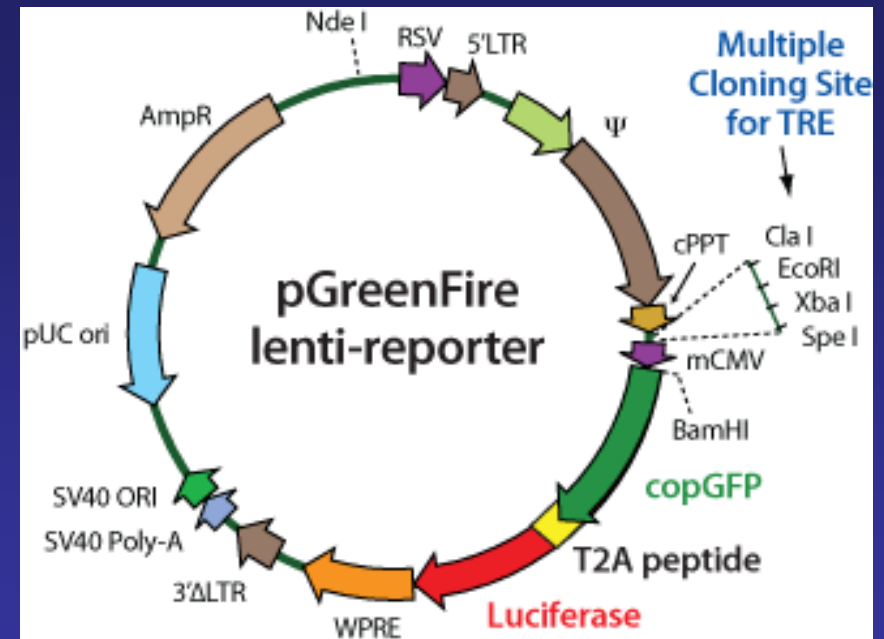 Nde I
RSV
5'LTR
Multiple
Cloning Site
for TRE
AmpR
Ψ
cPPT
Cla I
EcoRI
Xba I
Spe I
pGreenFire
lenti-reporter
pUC ori
mCMV
BamHI
copGFP
SV40 ORI
SV40 Poly-A
T2A peptide
3'ΔLTR
Luciferase
WPRE